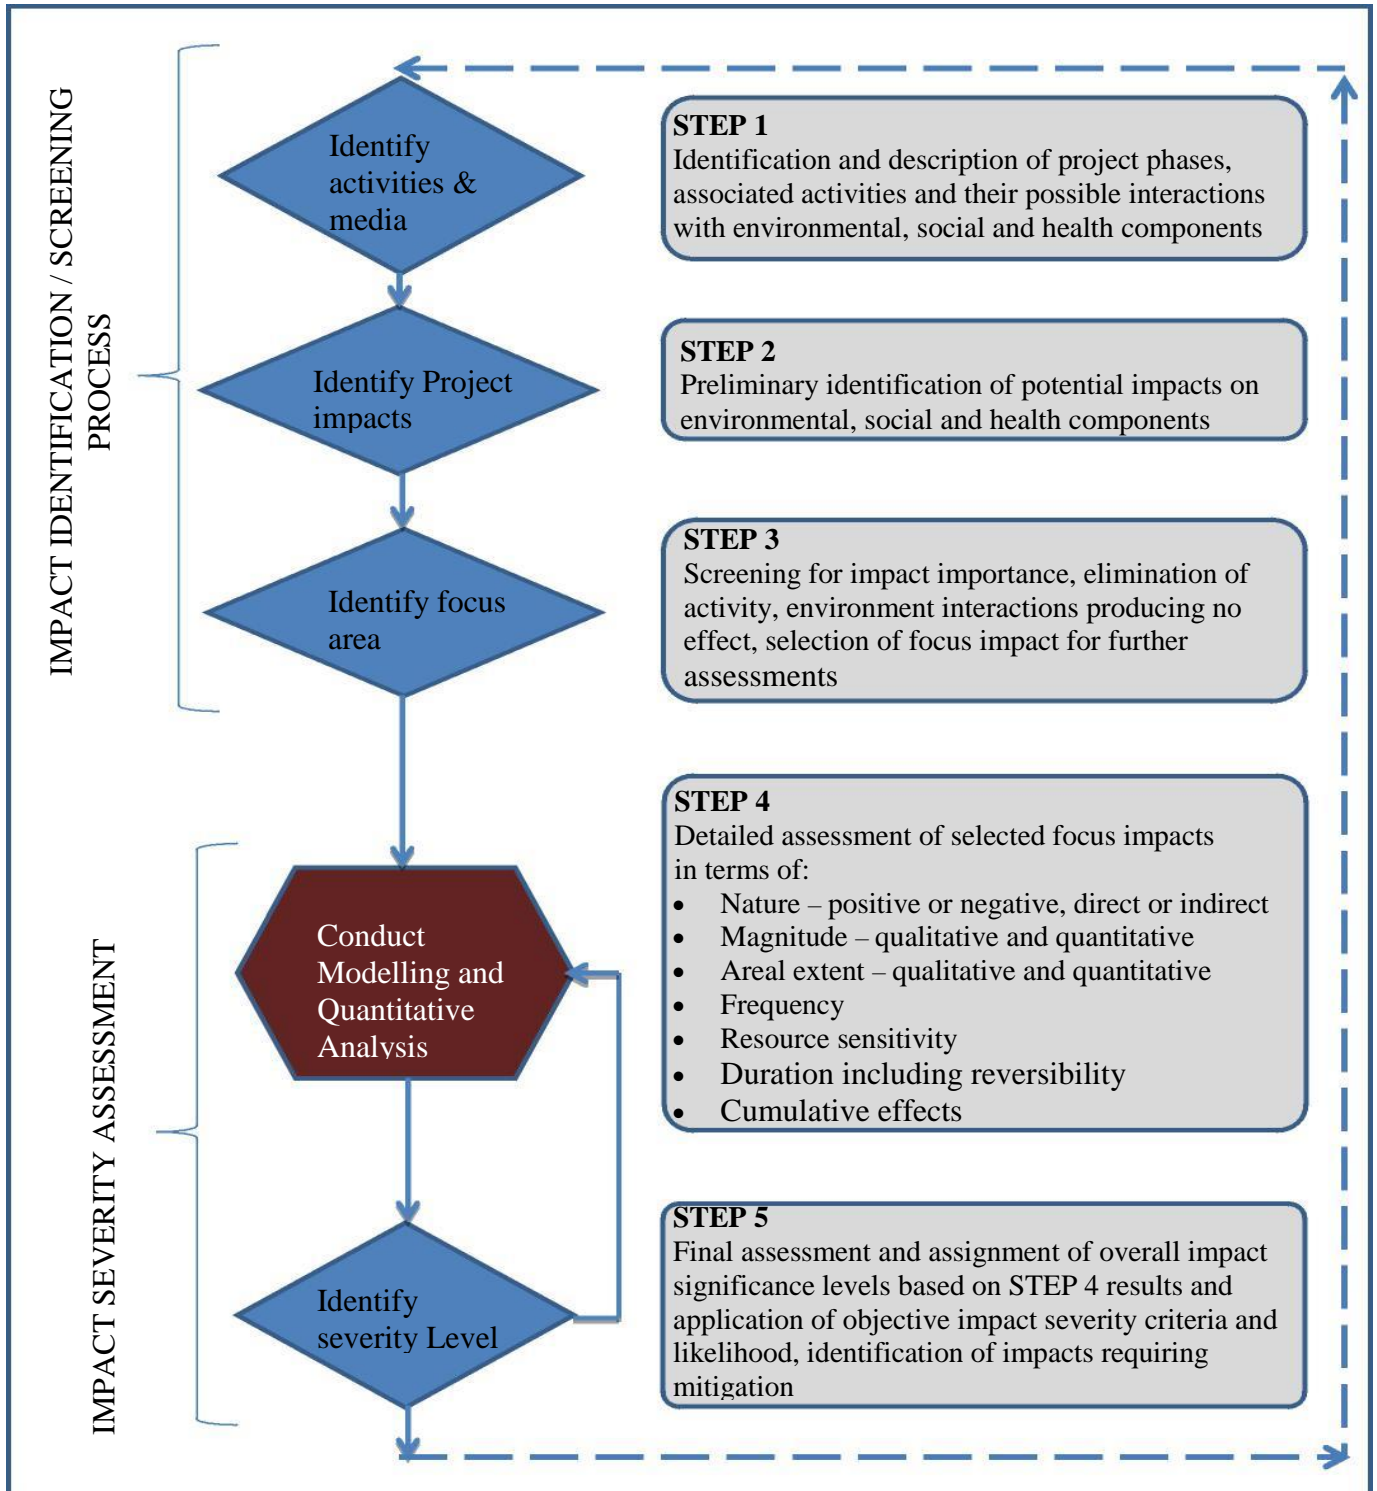 IMPACT IDENTIFICATION / SCREENING
PROCESS
Identify
activities &
media
STEP 1
Identification and description of project phases,
associated activities and their possible interactions
with environmental, social and health components
Identify Project
impacts
STEP 2
Preliminary identification of potential impacts on
environmental, social and health components
Identify focus
area
STEP 3
Screening for impact importance, elimination of
activity, environment interactions producing no
effect, selection of focus impact for further
assessments
IMPACT SEVERITY ASSESSMENT
Conduct
Modelling and
Quantitative
Analysis
STEP 4
Detailed assessment of selected focus impacts
in terms of:
• Nature – positive or negative, direct or indirect
• Magnitude – qualitative and quantitative
• Areal extent – qualitative and quantitative
• Frequency
• Resource sensitivity
• Duration including reversibility
• Cumulative effects
Identify
severity Level
STEP 5
Final assessment and assignment of overall impact
significance levels based on STEP 4 results and
application of objective impact severity criteria and
likelihood, identification of impacts requiring
mitigation